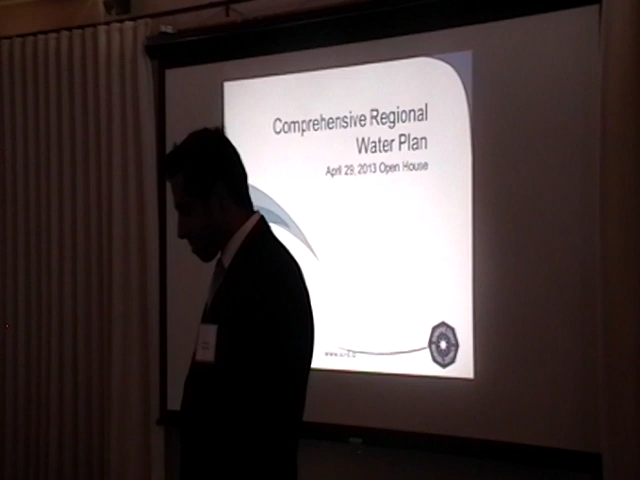 Comprehensive Regional
Water Plan
April 29, 2013 Open House